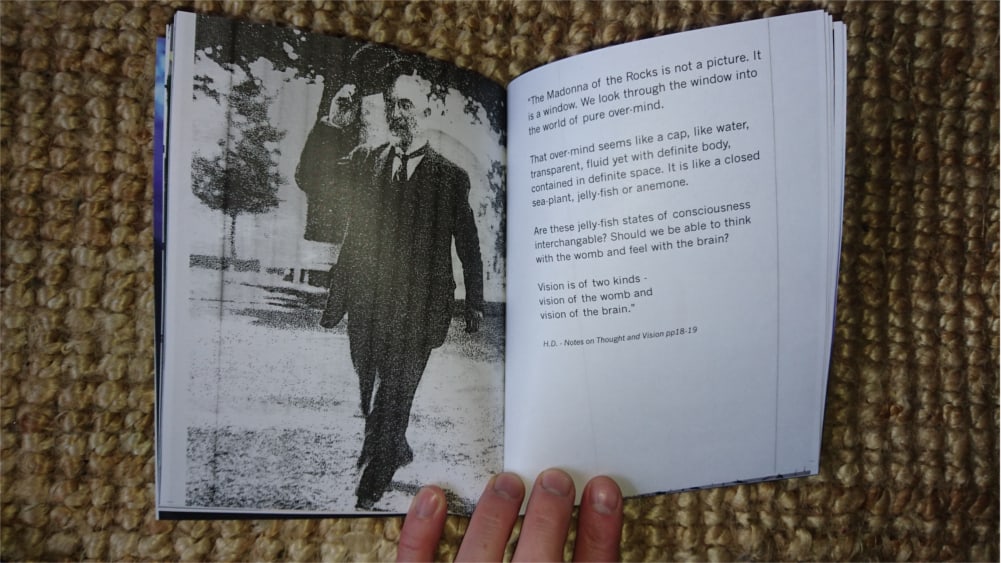 "The Madonna of the Rocks is not a picture. It
is a window. We look through the window into
the world of pure over-mind.
That over-mind seems like a cap, like water,
transparent, fluid yet with definite body,
contained in definite space. It is like a closed
sea-plant, jelly-fish or anemone.
Are these jelly-fish states of consciousness
interchangable? Should we be able to think
with the womb and feel with the brain?
Vision is of two kinds -
vision of the womb and
vision of the brain."
H.D. - Notes on Thought and Vision pp18-19